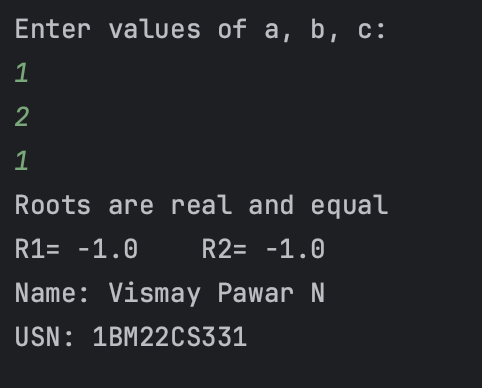 Enter values of a, b, c:
1
2
1
Roots are real and equal
R1= -1.0    R2= -1.0
Name: Vismay Pawar N
USN: 1BM22CS331